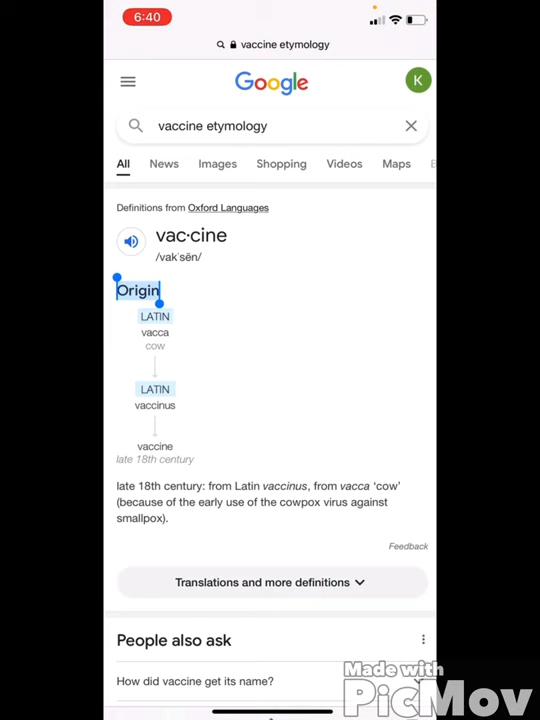 6:40
vaccine etymology
Google
K
vaccine etymology
All News Images Shopping Videos Maps
Definitions from Oxford Languages
vac·cine
/vakˈsēn/
Origin
LATIN
vacca
cow
LATIN
vaccinus
vaccine
late 18th century
late 18th century: from Latin vaccinus, from vacca ‘cow’
(because of the early use of the cowpox virus against
smallpox).
Feedback
Translations and more definitions
People also ask
How did vaccine get its name?
Made with
PicMov